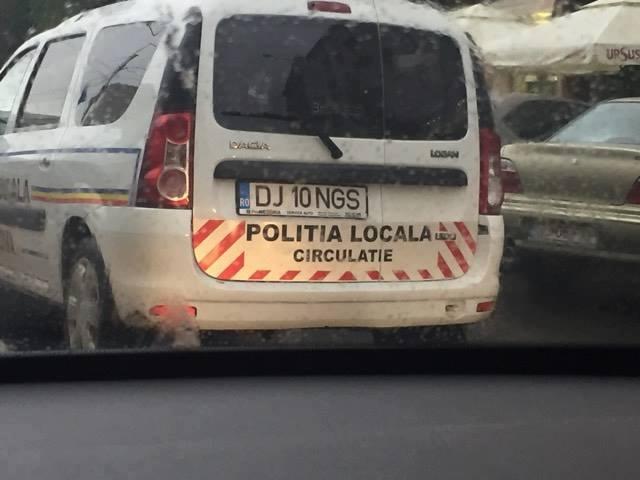 URSUS
DACIA
LOGAN
RO DJ 10 NGS
POLITIA LOCALA
CIRCULATIE